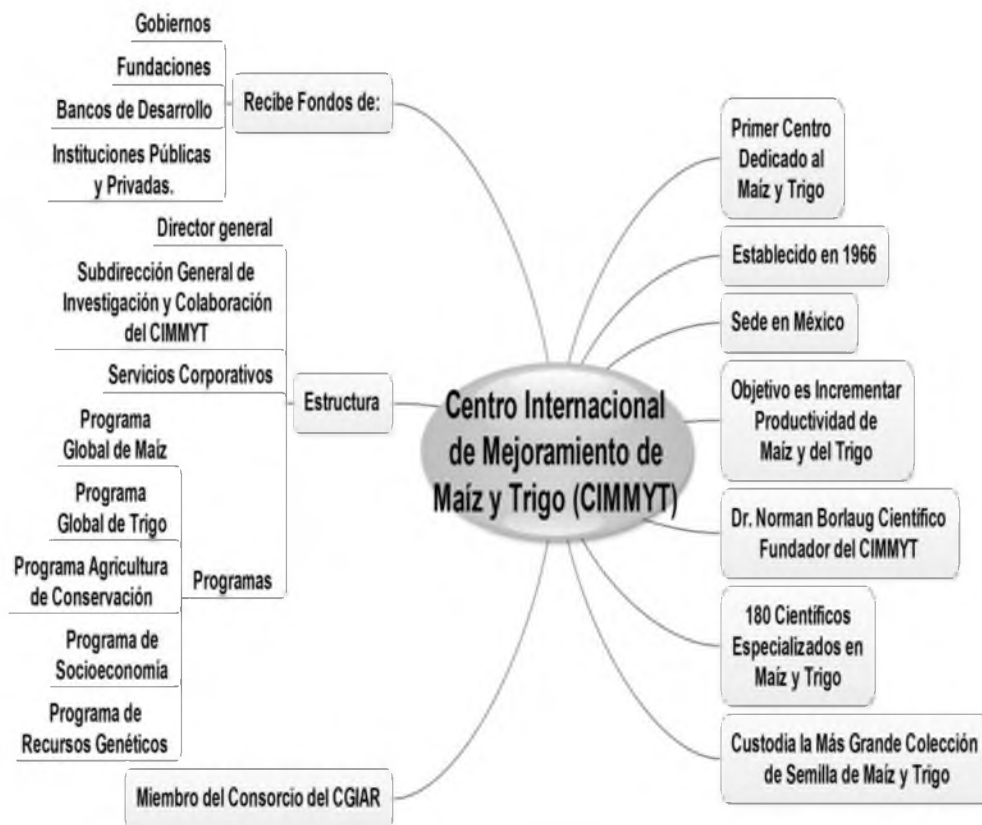 Centro Internacional
de Mejoramiento de
Maíz y Trigo (CIMMYT)
Recibe Fondos de:
Gobiernos
Fundaciones
Bancos de Desarrollo
Instituciones Públicas
y Privadas.
Estructura
Director general
Subdirección General de
Investigación y Colaboración
del CIMMYT
Servicios Corporativos
Programas
Programa
Global de Maíz
Programa
Global de Trigo
Programa Agricultura
de Conservación
Programa de
Socioeconomía
Programa de
Recursos Genéticos
Miembro del Consorcio del CGIAR
Primer Centro
Dedicado al
Maíz y Trigo
Establecido en 1966
Sede en México
Objetivo es Incrementar
Productividad de
Maíz y del Trigo
Dr. Norman Borlaug Científico
Fundador del CIMMYT
180 Científicos
Especializados en
Maíz y Trigo
Custodia la Más Grande Colección
de Semilla de Maíz y Trigo